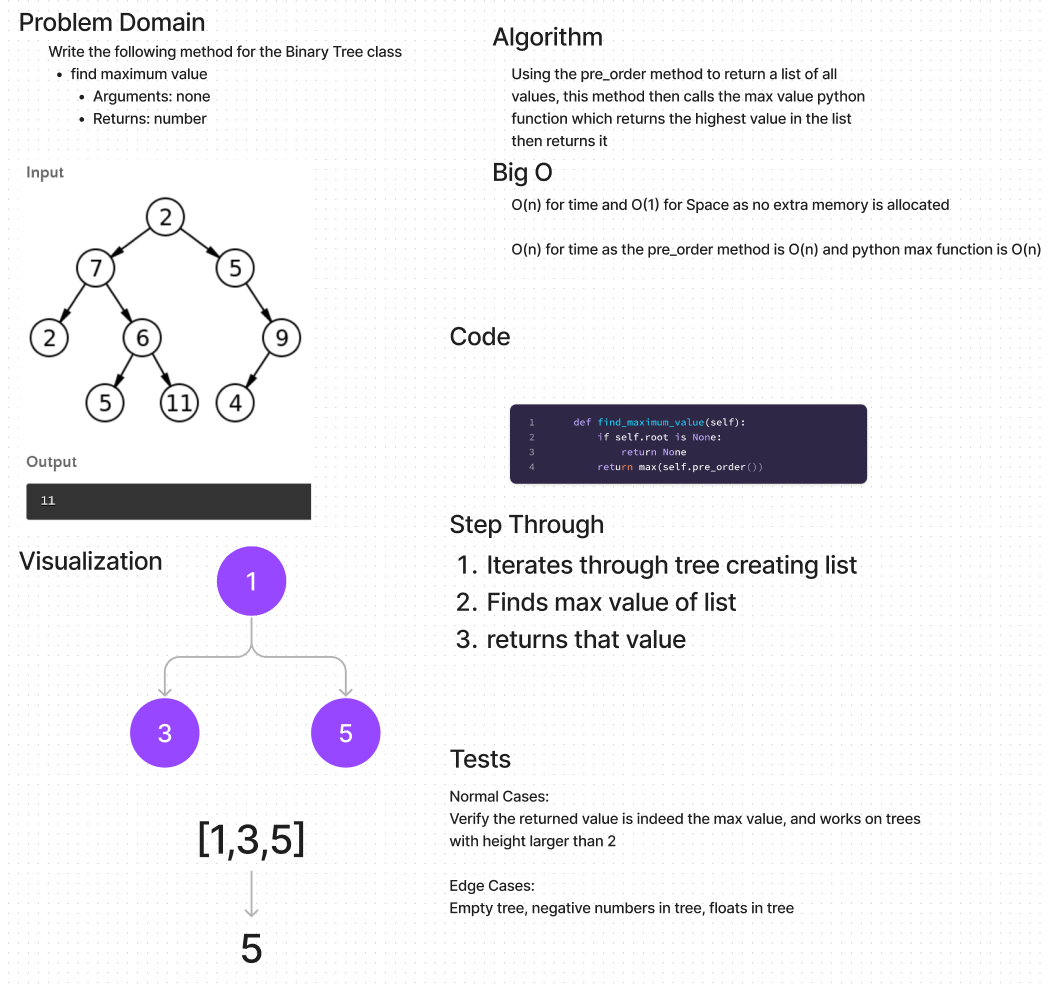 Problem Domain
Write the following method for the Binary Tree class
• find maximum value
• Arguments: none
• Returns: number
Input
2
7
5
2
6
9
5
11
4
Output
11
Visualization
1
3
5
[1,3,5]
5
Algorithm
Using the pre_order method to return a list of all
values, this method then calls the max value python
function which returns the highest value in the list
then returns it
Big O
O(n) for time and O(1) for Space as no extra memory is allocated
O(n) for time as the pre_order method is O(n) and python max function is O(n)
Code
1 def find_maximum_value(self):
2 if self.root is None:
3 return None
4 return max(self.pre_order())
Step Through
1. Iterates through tree creating list
2. Finds max value of list
3. returns that value
Tests
Normal Cases:
Verify the returned value is indeed the max value, and works on trees
with height larger than 2
Edge Cases:
Empty tree, negative numbers in tree, floats in tree